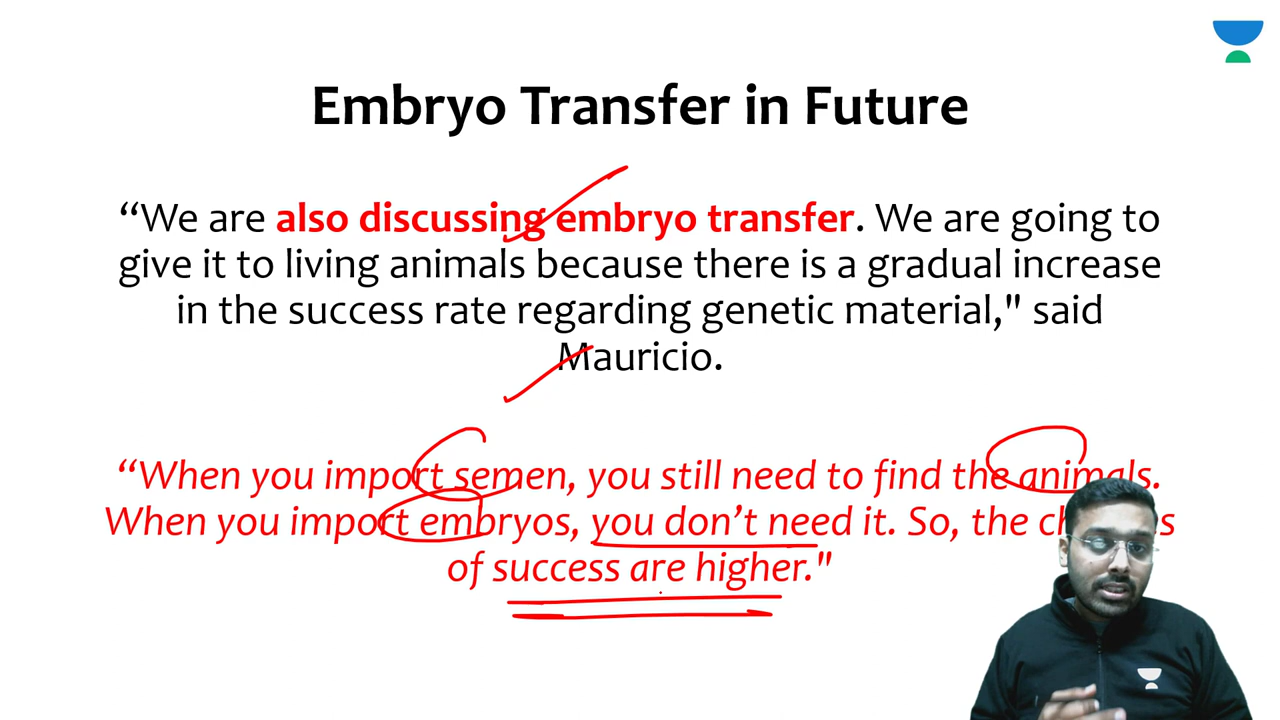 Embryo Transfer in Future
“We are also discussing embryo transfer. We are going to
give it to living animals because there is a gradual increase
in the success rate regarding genetic material," said
Mauricio.
“When you import semen, you still need to find the animals.
When you import embryos, you don’t need it. So, the
of success are higher."